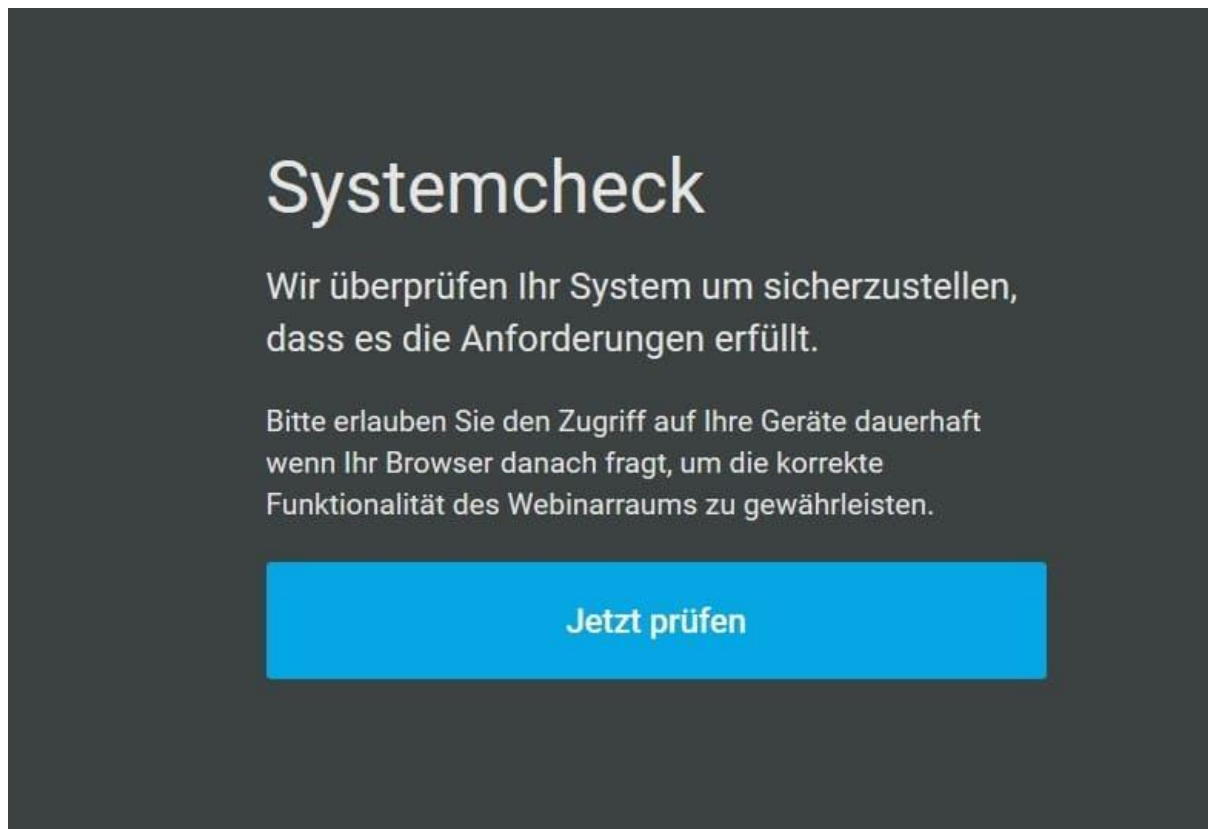 Systemcheck
Wir überprüfen Ihr System um sicherzustellen,
dass es die Anforderungen erfüllt.
Bitte erlauben Sie den Zugriff auf Ihre Geräte dauerhaft
wenn Ihr Browser danach fragt, um die korrekte
Funktionalität des Webinarraums zu gewährleisten.
Jetzt prüfen